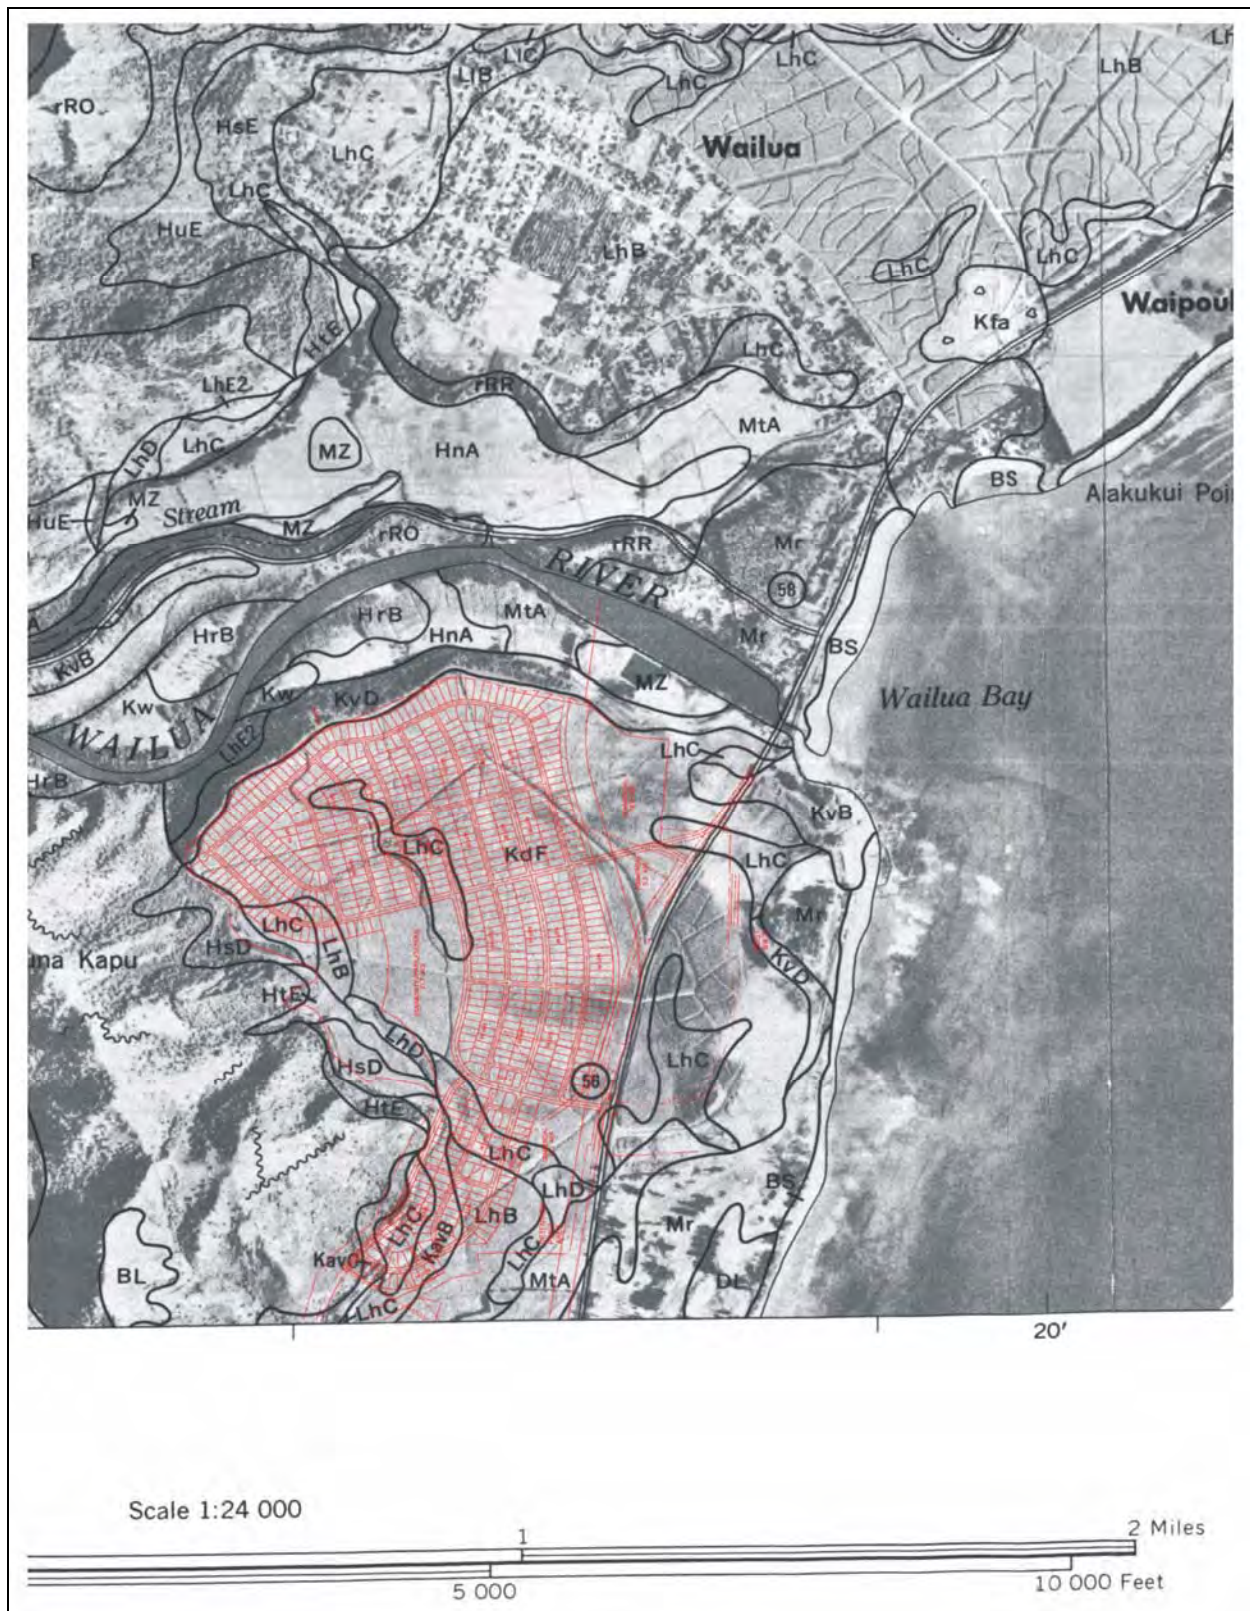 LhC
LhB
LIC
LIB
LhC
rRO
HsE
LhC
Wailua
LhC
HuE
LhB
LhC
LhC
Waipoul
Kfa
HtE
LhC
LhE2
rRR
MtA
LhC
LhD
MZ
HnA
BS
MZ
Alakukui Poi
HuE
Stream
MZ
rRO
rRR
Mr
RIVER
58
HrB
MtA
HrB
HnA
Mr
BS
KvB
MZ
Kw
Kw
KvD
Wailua Bay
WAILUA
LhE2
LhC
HrB
KvB
LhC
KdF
LhC
Mr
LhC
HsD
LhB
KvD
una Kapu
HtE
LhD
HsD
LhC
56
HtE
LhC
LhD
BS
LhB
Mr
LhC
KavB
LhC
KavC
BL
MtA
DL
LhC
20'
Scale 1:24 000
1
2 Miles
5 000
10 000 Feet